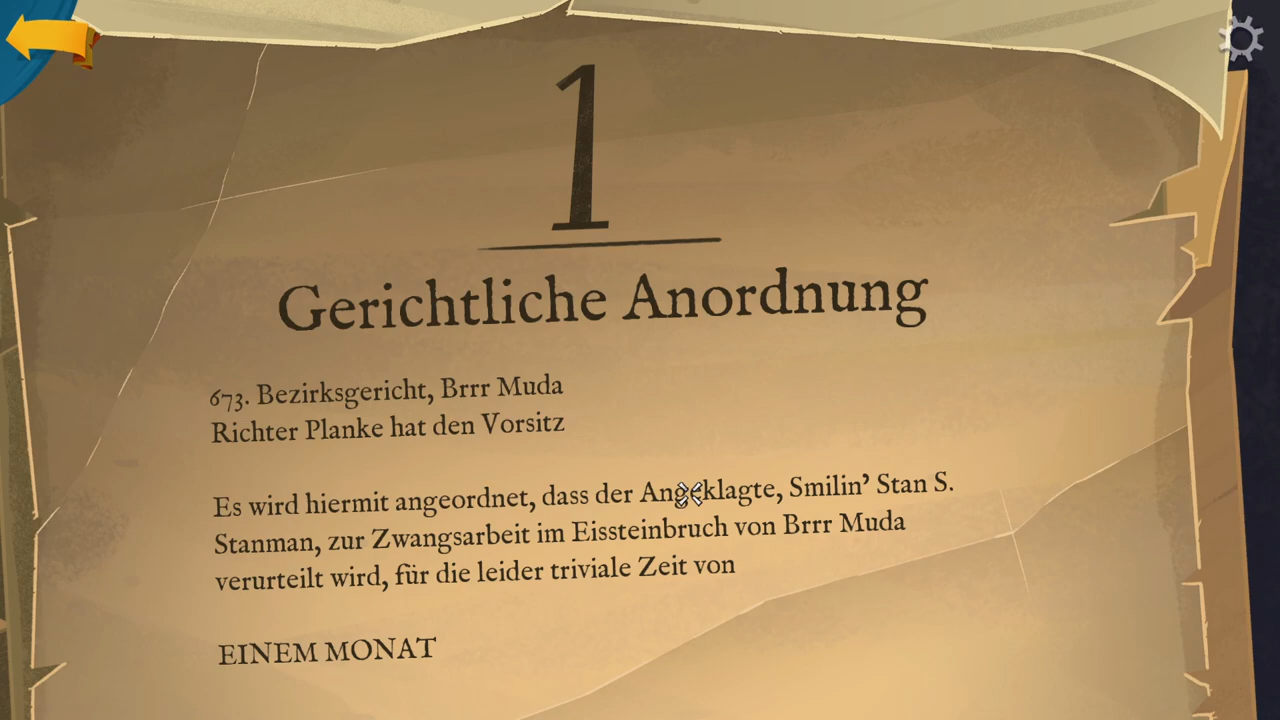 1
Gerichtliche Anordnung
673. Bezirksgericht, Brrr Muda
Richter Planke hat den Vorsitz
Es wird hiermit angeordnet, dass der Angeklagte, Smilin’ Stan S.
Stanman, zur Zwangsarbeit im Eissteinbruch von Brrr Muda
verurteilt wird, für die leider triviale Zeit von
EINEM MONAT